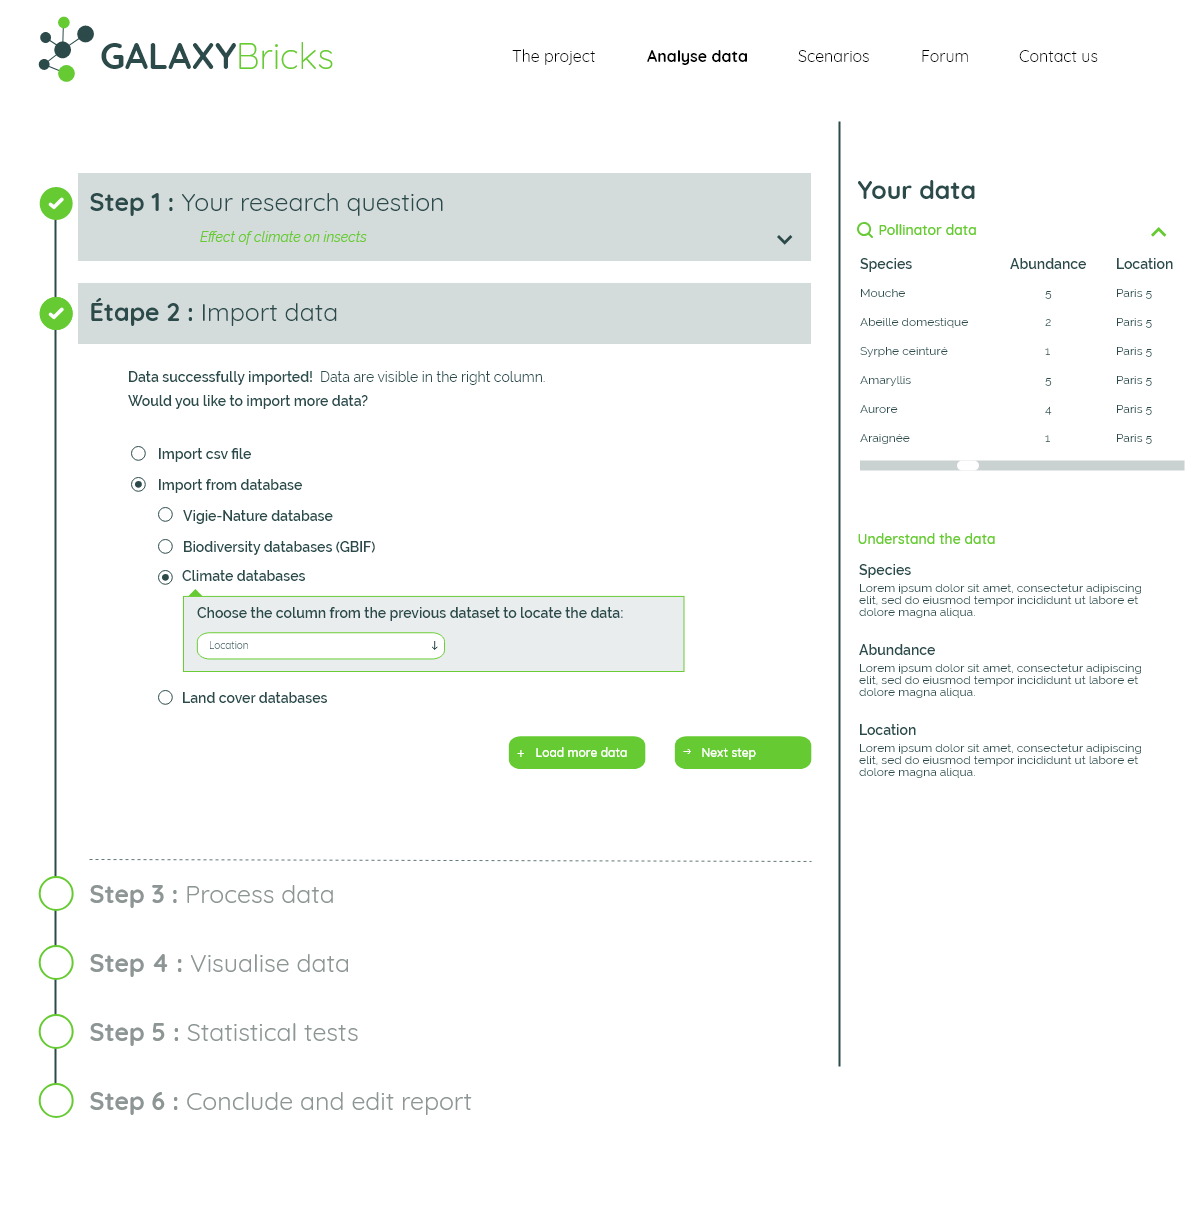 GALAXYBricks
The project
Analyse data
Scenarios
Forum
Contact us
Step 1 : Your research question
Effect of climate on insects
Étape 2 : Import data
Data successfully imported! Data are visible in the right column.
Would you like to import more data?
Import csv file
Import from database
Vigie-Nature database
Biodiversity databases (GBIF)
Climate databases
Choose the column from the previous dataset to locate the data:
Location
Land cover databases
+ Load more data
→ Next step
Step 3 : Process data
Step 4 : Visualise data
Step 5 : Statistical tests
Step 6 : Conclude and edit report
Your data
Pollinator data
Species Abundance Location
Mouche 5 Paris 5
Abeille domestique 2 Paris 5
Syrphe ceinturé 1 Paris 5
Amaryllis 5 Paris 5
Aurore 4 Paris 5
Araignée 1 Paris 5
Understand the data
Species
Lorem ipsum dolor sit amet, consectetur adipiscing
elit, sed do eiusmod tempor incididunt ut labore et
dolore magna aliqua.
Abundance
Lorem ipsum dolor sit amet, consectetur adipiscing
elit, sed do eiusmod tempor incididunt ut labore et
dolore magna aliqua.
Location
Lorem ipsum dolor sit amet, consectetur adipiscing
elit, sed do eiusmod tempor incididunt ut labore et
dolore magna aliqua.